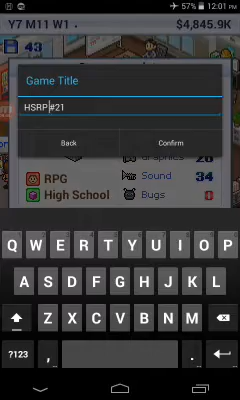 57% 12:01 PM
Y7 M11 W1 $4,845.9K
43
Game Title
HSRP#21
Back Confirm
Graphics 26
RPG Sound 34
High School Bugs 0
Q W E R T Y U I O P
A S D F G H J K L
Z X C V B N M
?123 , .